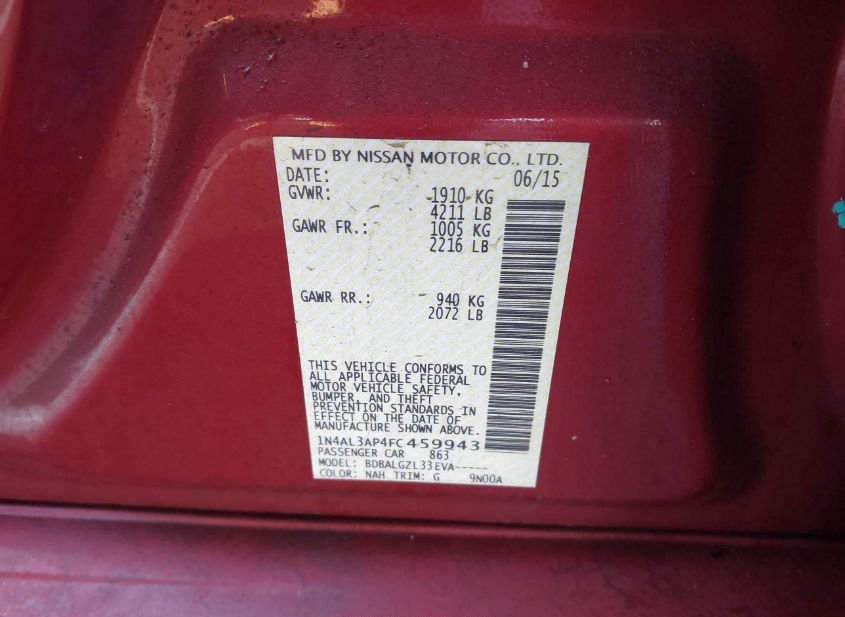 MFD BY NISSAN MOTOR CO., LTD.
DATE: 06/15
GVWR: 1910 KG
4211 LB
GAWR FR.: 1005 KG
2216 LB
GAWR RR.: 940 KG
2072 LB
THIS VEHICLE CONFORMS TO
ALL APPLICABLE FEDERAL
MOTOR VEHICLE SAFETY,
BUMPER, AND THEFT
PREVENTION STANDARDS IN
EFFECT ON THE DATE OF
MANUFACTURE SHOWN ABOVE.
1N4AL3AP4FC459943
PASSENGER CAR 863
MODEL: BDBALGZL33EVA-----
COLOR: NAH TRIM: G 9N00A